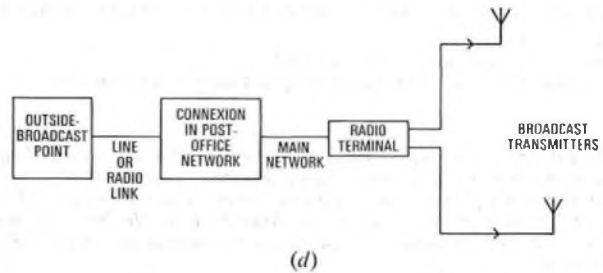 OUTSIDE-
BROADCAST
POINT
LINE
OR
RADIO
LINK
CONNEXION
IN POST-
OFFICE
NETWORK
MAIN
NETWORK
RADIO
TERMINAL
BROADCAST
TRANSMITTERS
(d)